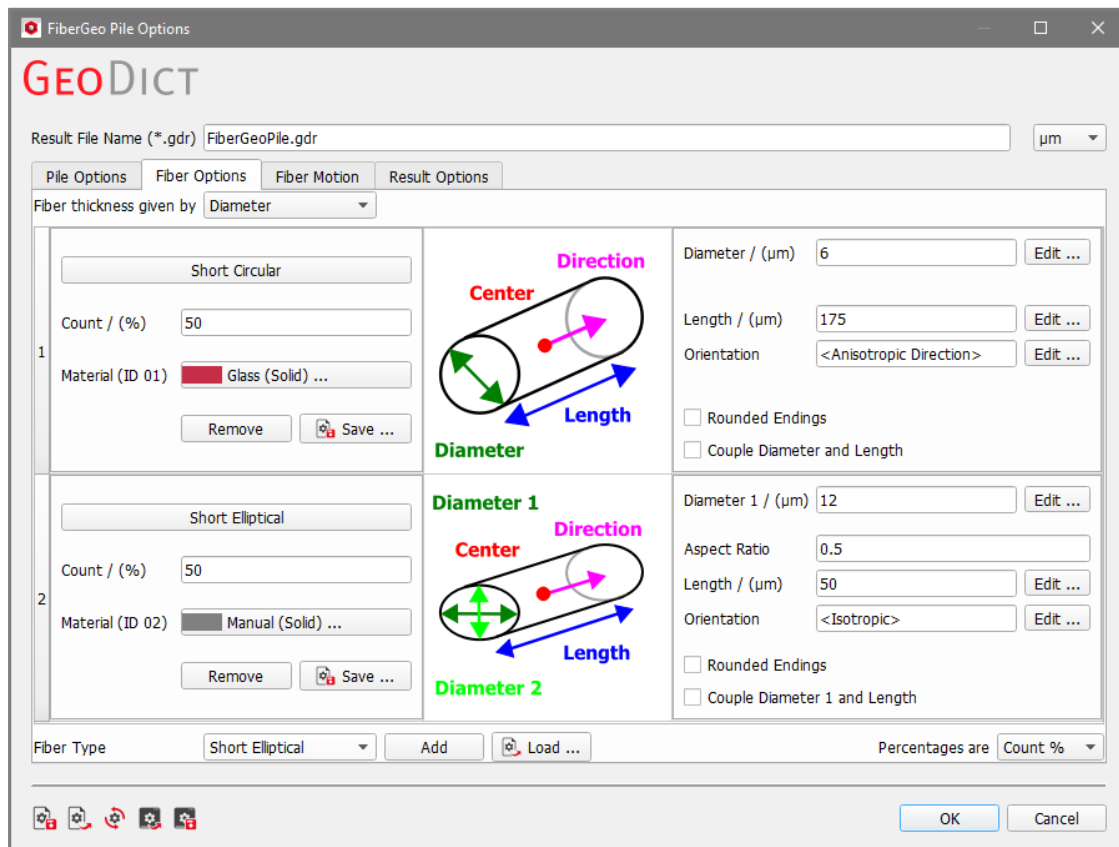 FiberGeo Pile Options
GEODICT
Result File Name (*.gdr) FiberGeoPile.gdr µm
Pile Options Fiber Options Fiber Motion Result Options
Fiber thickness given by Diameter
1
Short Circular
Count / (%) 50
Material (ID 01) Glass (Solid) ...
Remove Save ...
Direction
Center
Length
Diameter
Diameter / (µm) 6 Edit ...
Length / (µm) 175 Edit ...
Orientation <Anisotropic Direction> Edit ...
Rounded Endings
Couple Diameter and Length
2
Short Elliptical
Count / (%) 50
Material (ID 02) Manual (Solid) ...
Remove Save ...
Diameter 1
Direction
Center
Length
Diameter 2
Diameter 1 / (µm) 12 Edit ...
Aspect Ratio 0.5
Length / (µm) 50 Edit ...
Orientation <Isotropic> Edit ...
Rounded Endings
Couple Diameter 1 and Length
Fiber Type Short Elliptical Add Load ... Percentages are Count %
OK Cancel